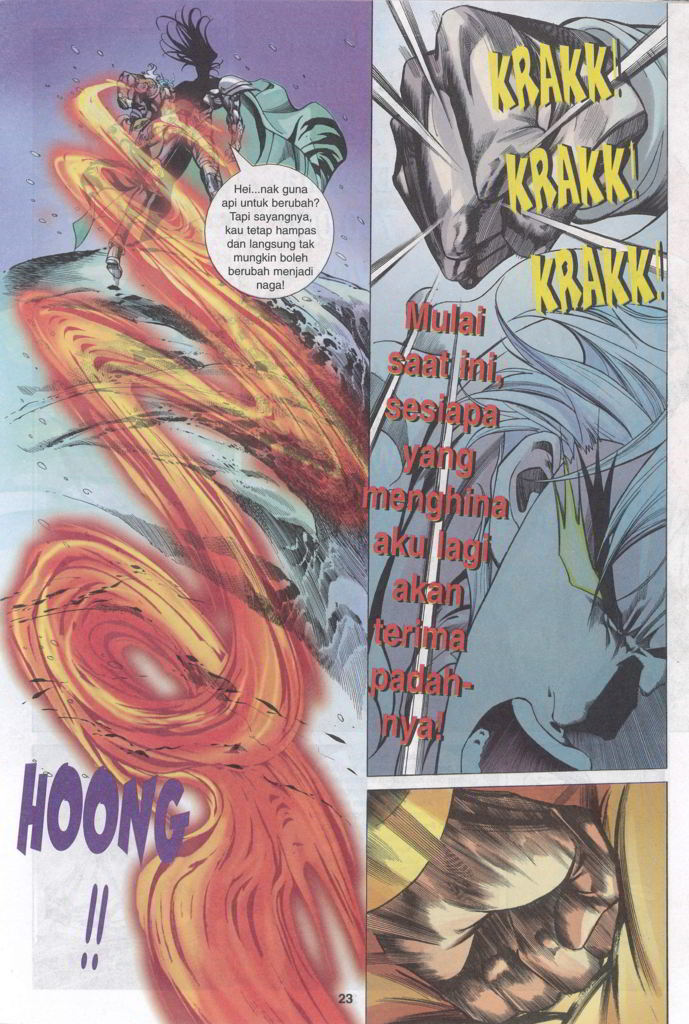 Hei...nak guna
api untuk berubah?
Tapi sayangnya,
kau tetap hampas
dan langsung tak
mungkin boleh
berubah menjadi
naga!
HOONG
!!
23
KRAKK!
KRAKK!
KRAKK!
Mulai
saat ini,
sesiapa
yang
menghina
aku lagi
akan
terima
padah-
nya!